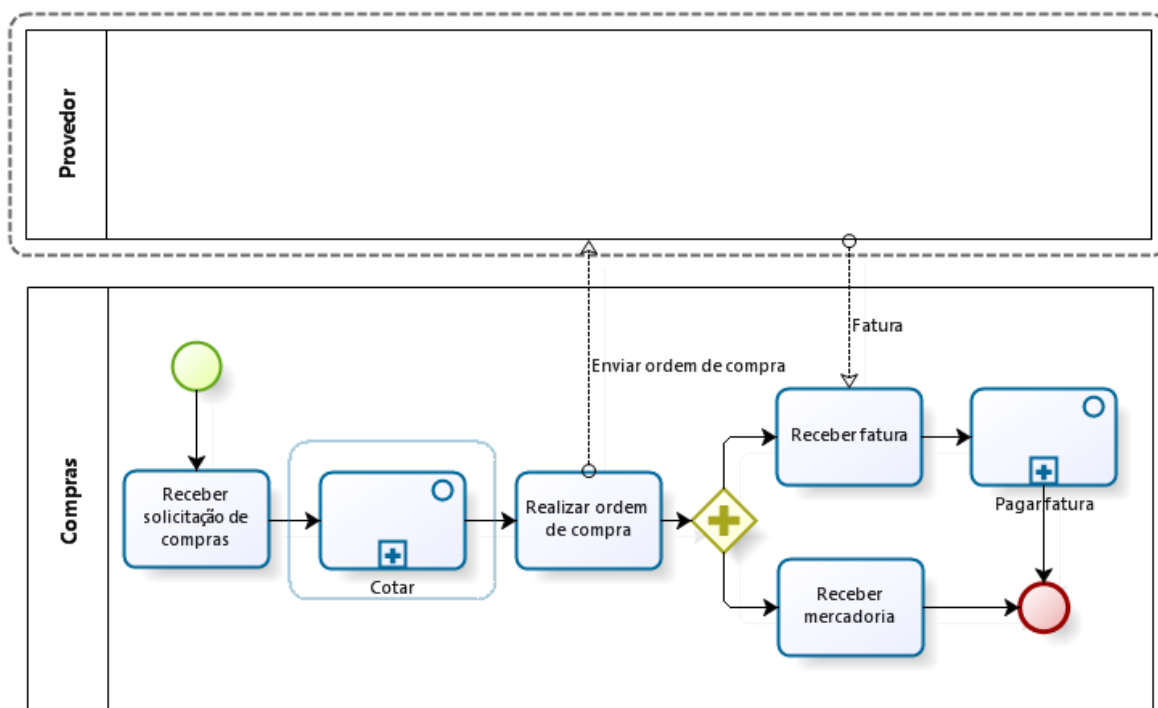 Provedor
Enviar ordem de compra
Fatura
Compras
Receber
solicitação de
compras
Cotar
Realizar ordem
de compra
Receber fatura
Pagar fatura
Receber
mercadoria